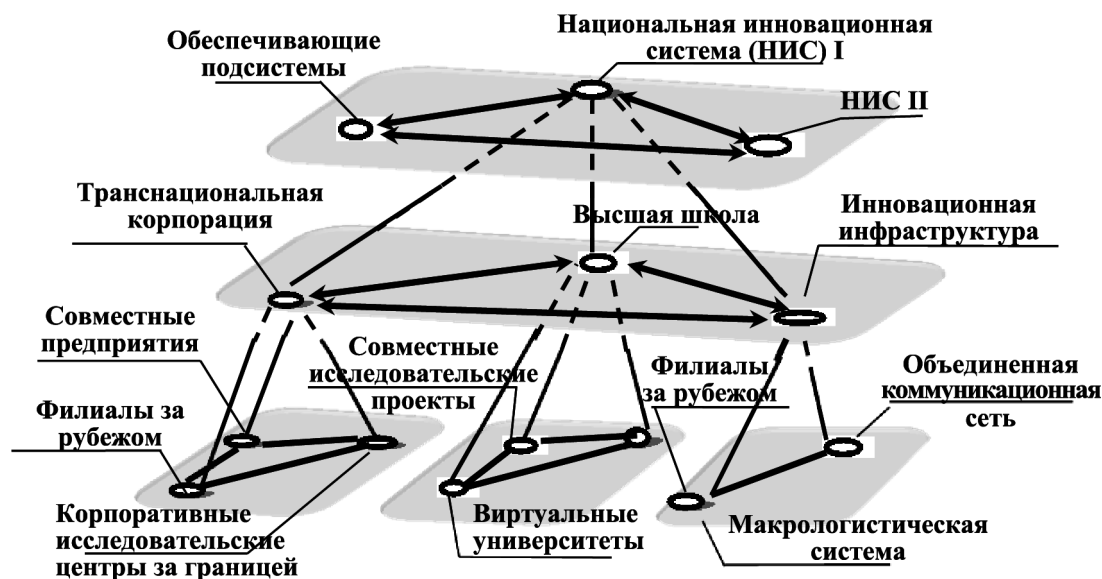 Национальная инновационная
система (НИС) I
Обеспечивающие
подсистемы
НИС II
Транснациональная
корпорация
Высшая школа
Инновационная
инфраструктура
Совместные
предприятия
Совместные
исследовательские
проекты
Филиалы
за рубежом
Объединенная
коммуникационная
сеть
Филиалы за
рубежом
Корпоративные
исследовательские
центры за границей
Виртуальные
университеты
Макрологистическая
система